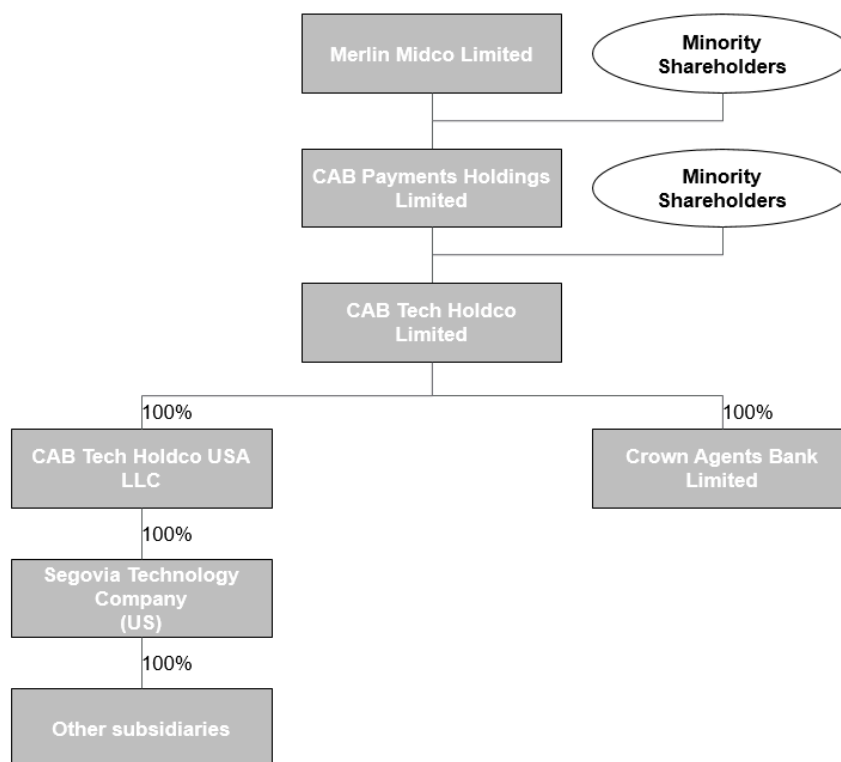 Merlin Midco Limited
Minority
Shareholders
CAB Payments Holdings
Limited
Minority
Shareholders
CAB Tech Holdco
Limited
100%
100%
CAB Tech Holdco USA
LLC
Crown Agents Bank
Limited
100%
Segovia Technology
Company
(US)
100%
Other subsidiaries